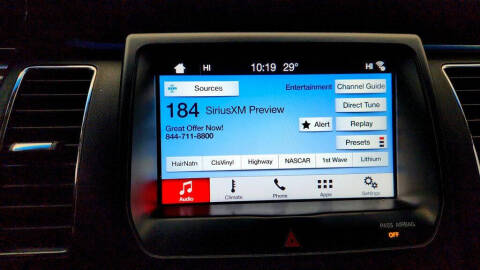 HI 10:19 29° HI
Sources
Entertainment
Channel Guide
184 SiriusXM Preview
Direct Tune
Great Offer Now!
844-711-8800
Alert
Replay
Presets
HairNatn ClsVinyl Highway NASCAR 1st Wave Lithium
Audio Climate Phone Apps Settings
PASS AIRBAG
OFF